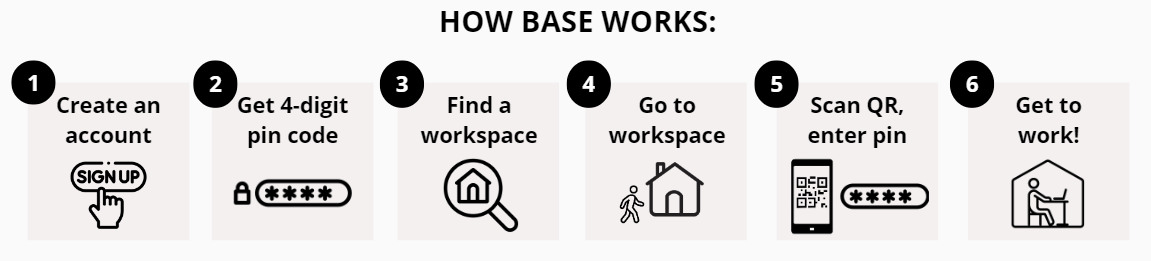 HOW BASE WORKS:
1
Create an
account
SIGN UP
2
Get 4-digit
pin code
****
3
Find a
workspace
4
Go to
workspace
5
Scan QR,
enter pin
****
6
Get to
work!